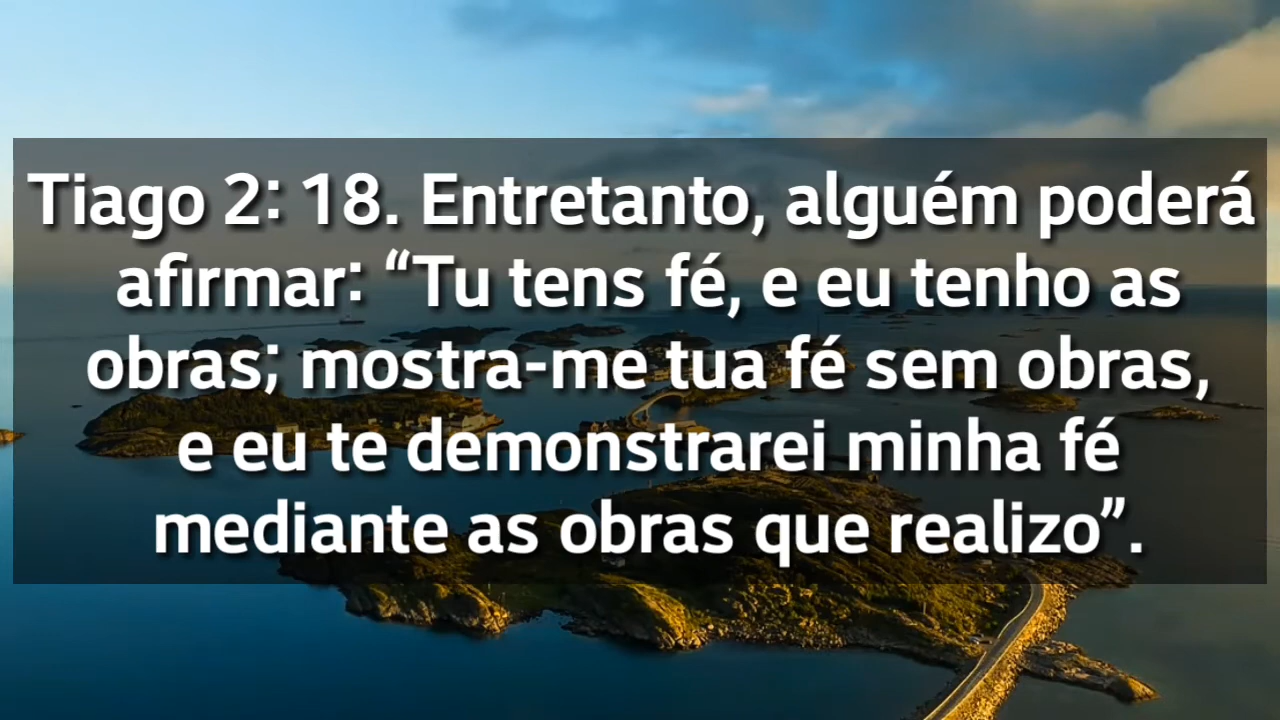 Tiago 2: 18. Entretanto, alguém poderá
afirmar: “Tu tens fé, e eu tenho as
obras; mostra-me tua fé sem obras,
e eu te demonstrarei minha fé
mediante as obras que realizo”.